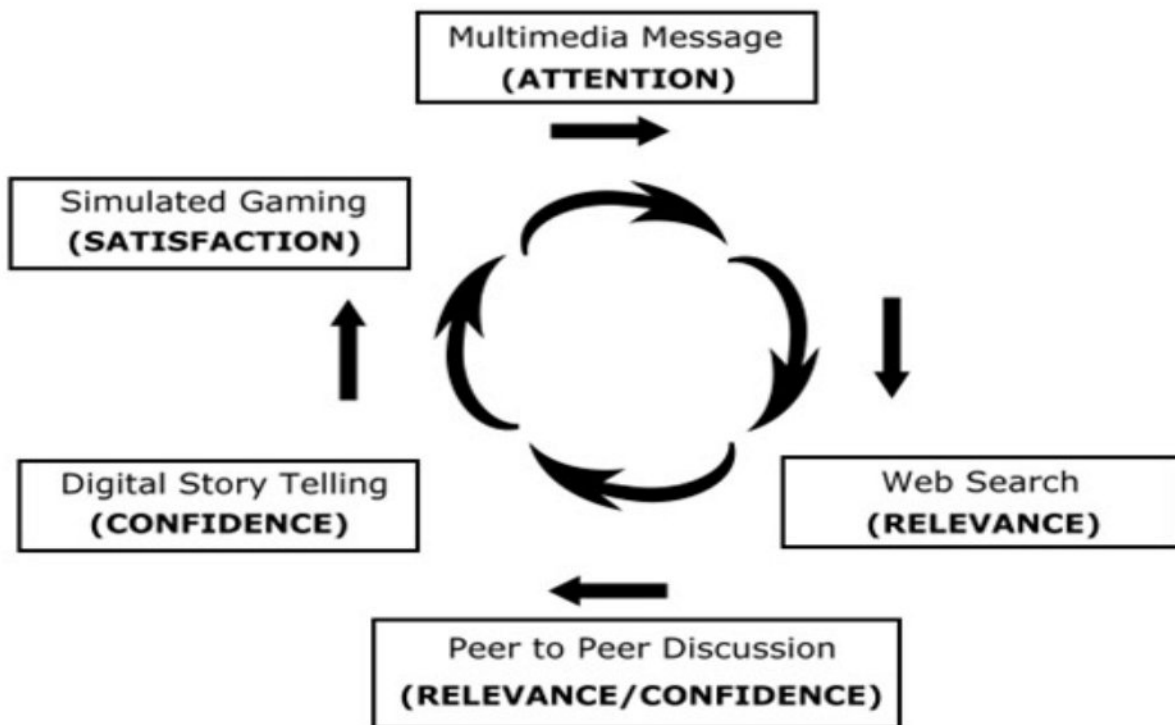 Multimedia Message
(ATTENTION)
Simulated Gaming
(SATISFACTION)
Digital Story Telling
(CONFIDENCE)
Web Search
(RELEVANCE)
Peer to Peer Discussion
(RELEVANCE/CONFIDENCE)